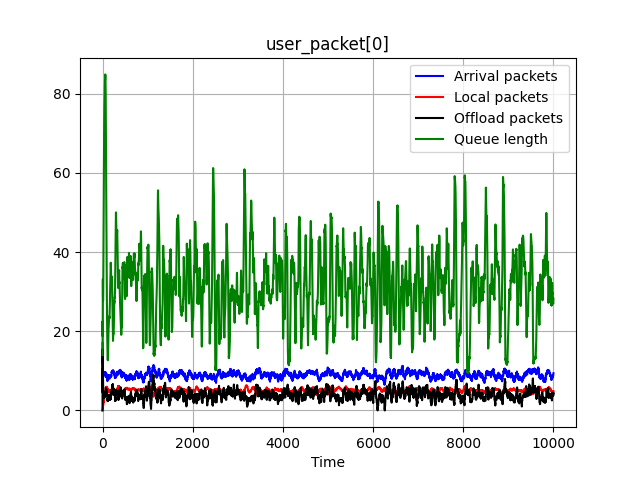 user_packet[0]
Arrival packets
Local packets
Offload packets
Queue length
80
60
40
20
0
0 2000 4000 6000 8000 10000
Time